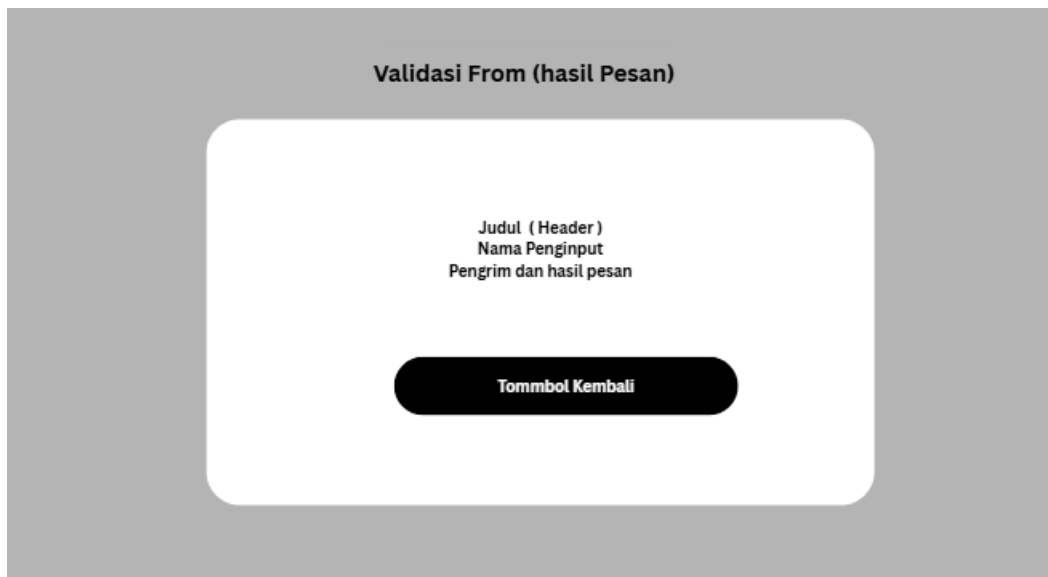 Validasi From (hasil Pesan)
Judul ( Header )
Nama Penginput
Pengrim dan hasil pesan
Tommbol Kembali